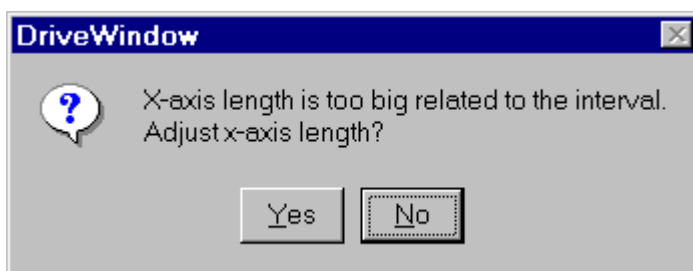 DriveWindow
X-axis length is too big related to the interval.
Adjust x-axis length?
Yes
No